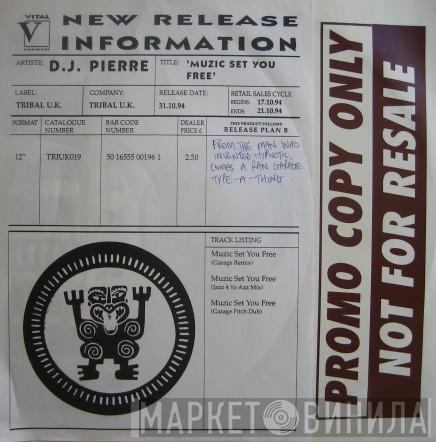 VITAL
V
NEW RELEASE
INFORMATION
ARTISTE: D.J. PIERRE TITLE: 'MUZIC SET YOU
FREE'
LABEL: COMPANY: RELEASE DATE: RETAIL SALES CYCLE
TRIBAL U.K. TRIBAL U.K. 31.10.94 BEGINS 17.10.94
ENDS 21.10.94
FORMAT CATALOGUE BAR CODE DEALER THIS PRODUCT FOLLOWS
NUMBER NUMBER PRICE £ RELEASE PLAN B
12" TRIUK019 50 16555 00196 1 2.50
FROM THE MAN WHO
INVENTED HYPNOTIC,
COMES A RAW GARAGE
TYPE-A-THING.
TRACK LISTING
Muzic Set You Free
(Garage Remix)
Muzic Set You Free
(Jazz 4 Ya Azz Mix)
Muzic Set You Free
(Garage Pitch Dub)
PROMO COPY ONLY
NOT FOR RESALE
МАРКЕТ ВИНИЛА